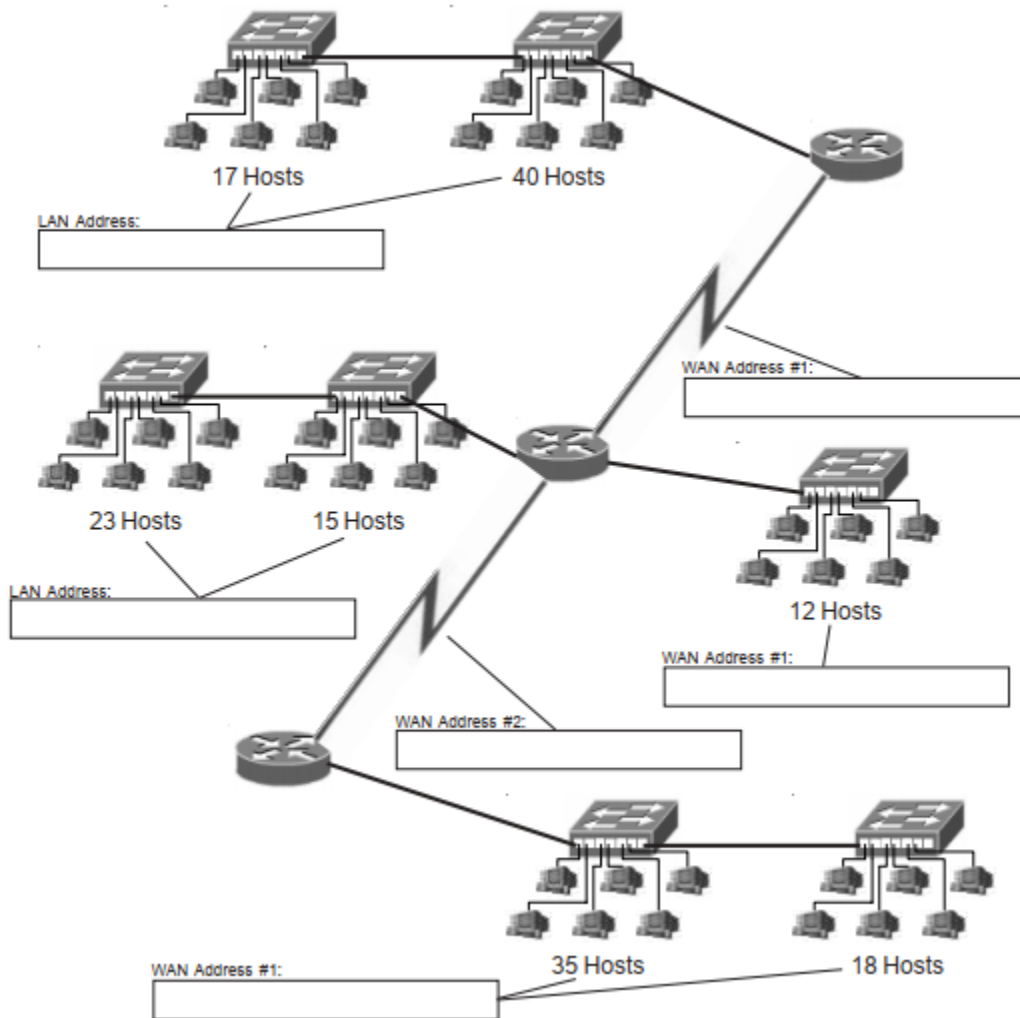 17 Hosts
40 Hosts
LAN Address:
WAN Address #1:
23 Hosts
15 Hosts
LAN Address:
12 Hosts
WAN Address #1:
WAN Address #2:
35 Hosts
18 Hosts
WAN Address #1: